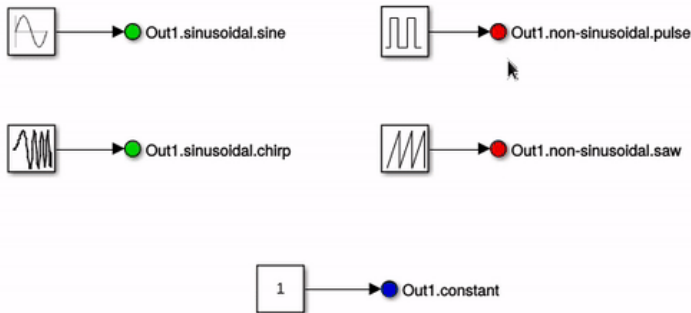 Out1.sinusoidal.sine
Out1.non-sinusoidal.pulse
Out1.sinusoidal.chirp
Out1.non-sinusoidal.saw
1
Out1.constant